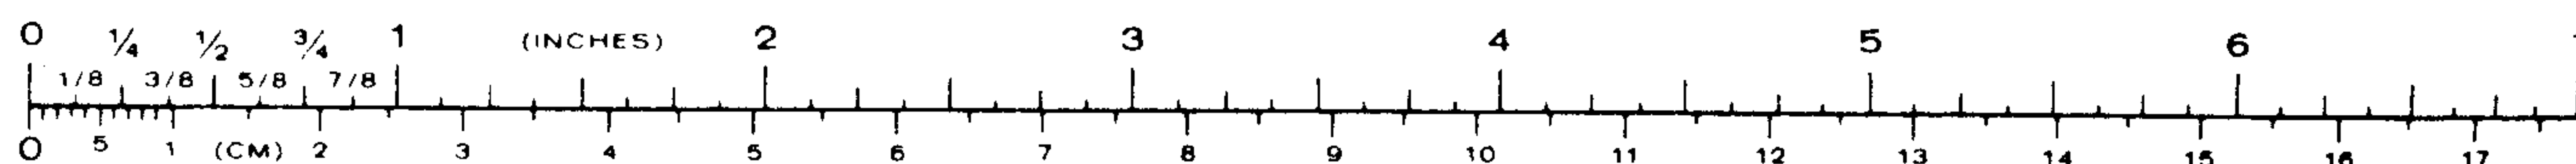 0 ¼ ½ ¾ 1 (INCHES) 2 3 4 5 6
1/8 3/8 5/8 7/8
0 5 1 (CM) 2 3 4 5 6 7 8 9 10 11 12 13 14 15 16 17